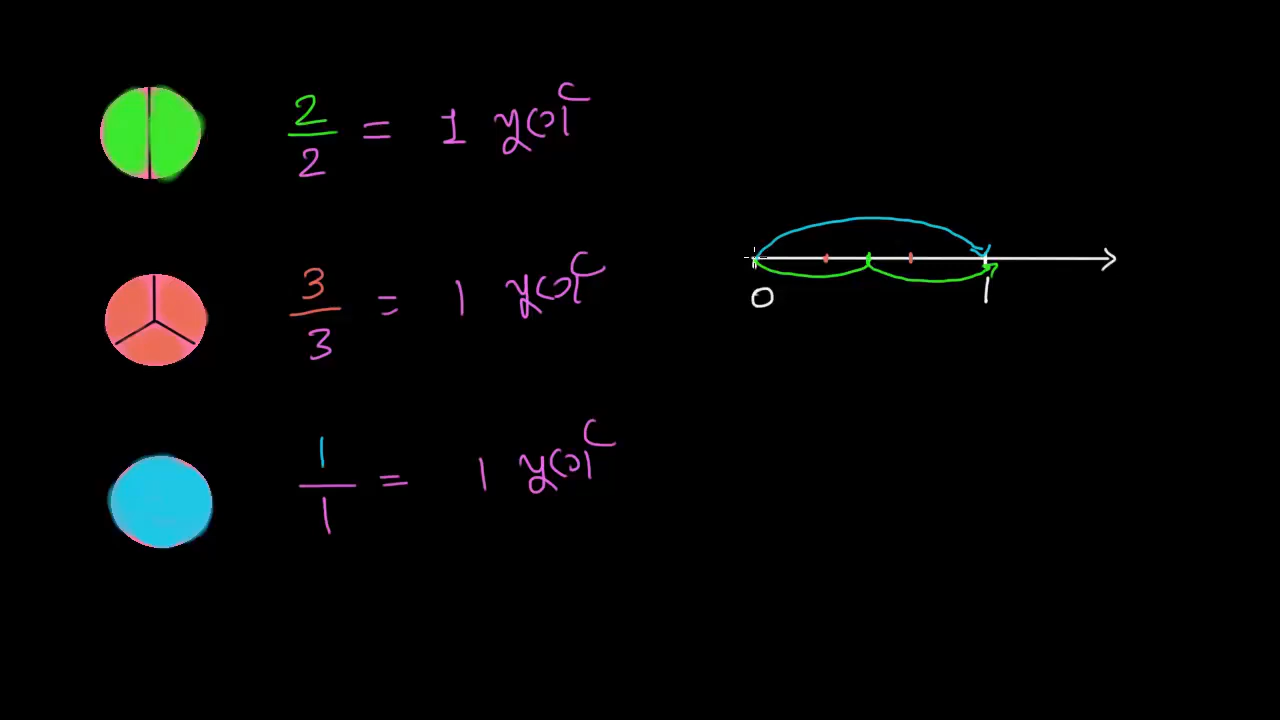 2/2 = 1 પૂર્ણ
3/3 = 1 પૂર્ણ
1/1 = 1 પૂર્ણ
0 1